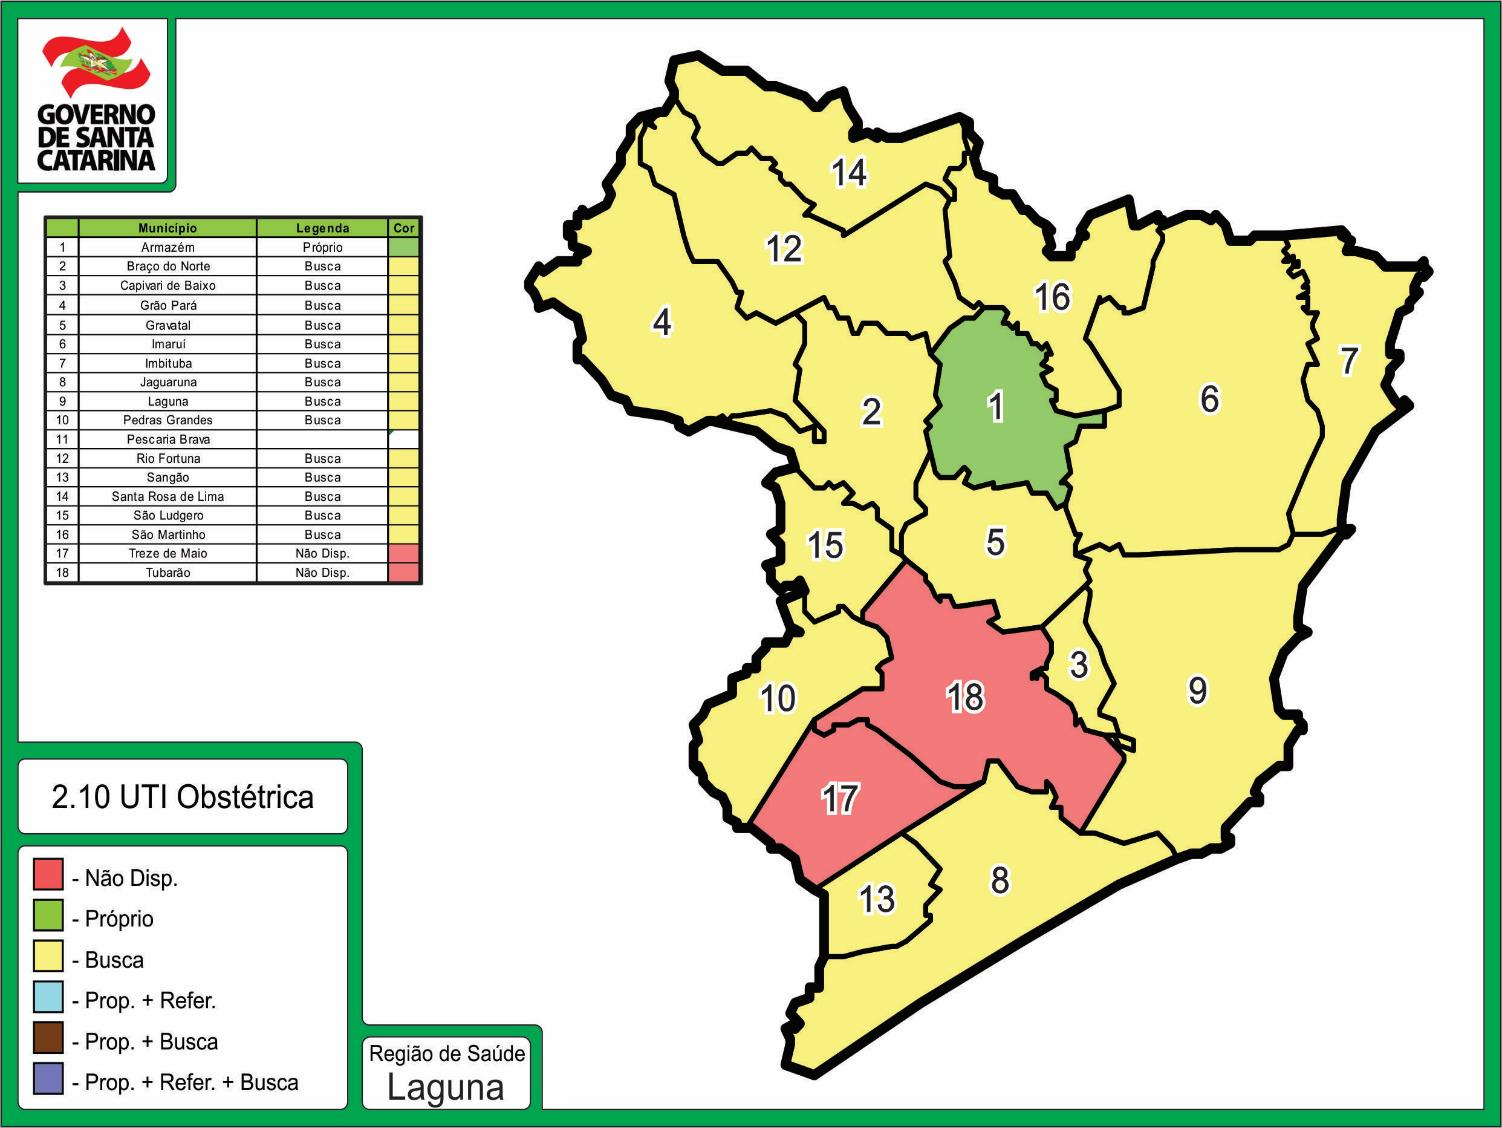 GOVERNO
DE SANTA
CATARINA
Município Legenda Cor
1 Armazém Próprio
2 Braço do Norte Busca
3 Capivari de Baixo Busca
4 Grão Pará Busca
5 Gravatal Busca
6 Imaruí Busca
7 Imbituba Busca
8 Jaguaruna Busca
9 Laguna Busca
10 Pedras Grandes Busca
11 Pescaria Brava
12 Rio Fortuna Busca
13 Sangão Busca
14 Santa Rosa de Lima Busca
15 São Ludgero Busca
16 São Martinho Busca
17 Treze de Maio Não Disp.
18 Tubarão Não Disp.
14
12
16
4
7
6
1
2
5
15
3
9
18
10
17
8
13
2.10 UTI Obstétrica
- Não Disp.
- Próprio
- Busca
- Prop. + Refer.
- Prop. + Busca
- Prop. + Refer. + Busca
Região de Saúde
Laguna